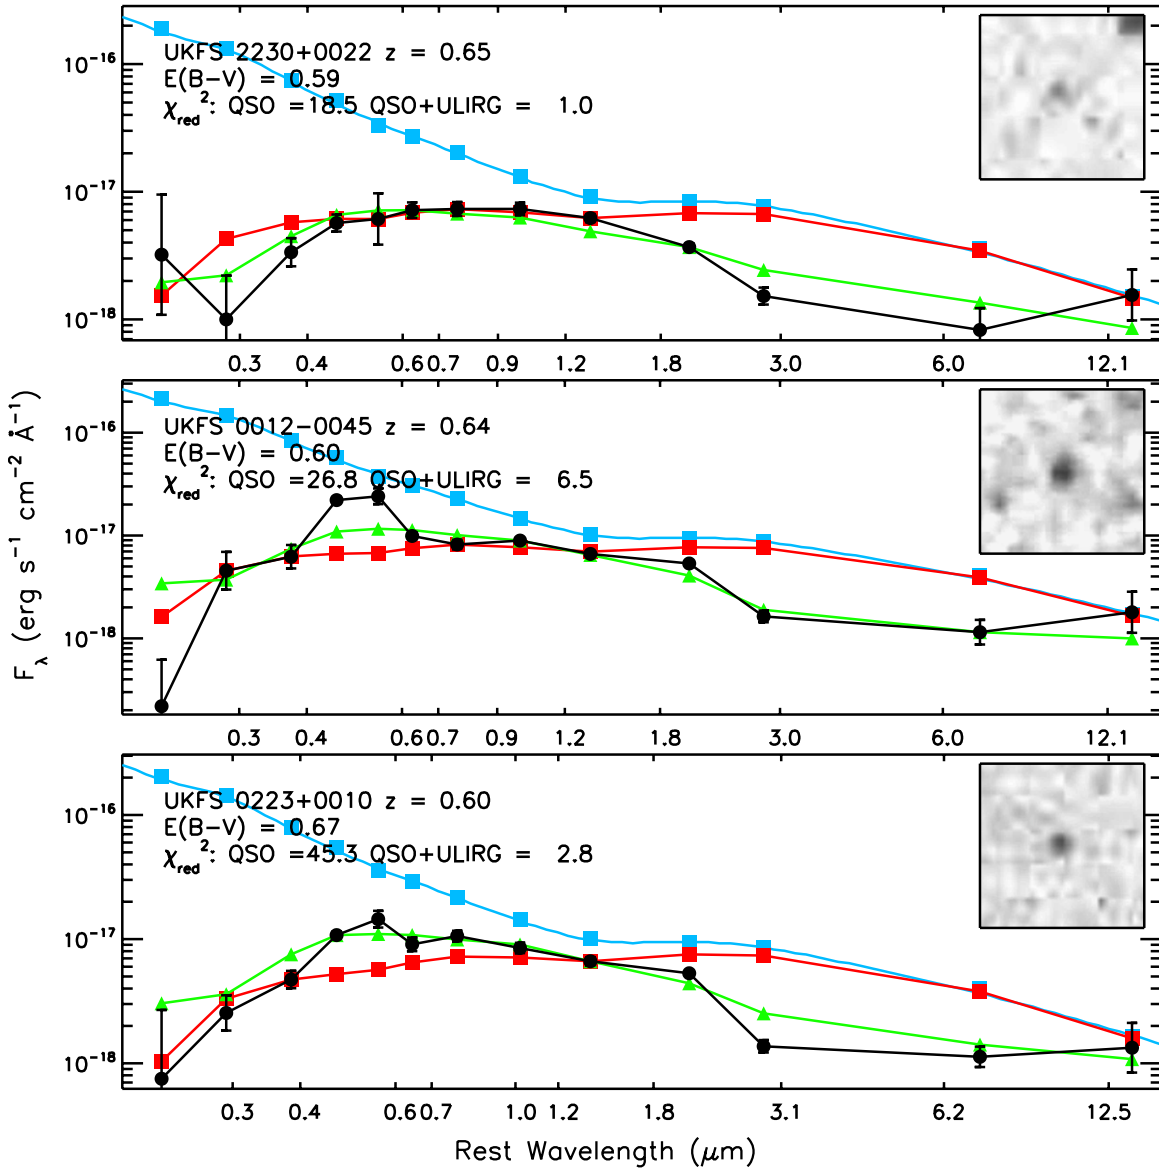 UKFS 2230+0022 z = 0.65
E(B−V) = 0.59
χred²: QSO =18.5 QSO+ULIRG = 1.0
10⁻¹⁶
10⁻¹⁷
10⁻¹⁸
0.3 0.4 0.6 0.7 0.9 1.2 1.8 3.0 6.0 12.1
UKFS 0012−0045 z = 0.64
E(B−V) = 0.60
χred²: QSO =26.8 QSO+ULIRG = 6.5
10⁻¹⁶
10⁻¹⁷
10⁻¹⁸
Fλ (erg s⁻¹ cm⁻² Å⁻¹)
0.3 0.4 0.6 0.7 0.9 1.2 1.8 3.0 6.0 12.1
UKFS 0223+0010 z = 0.60
E(B−V) = 0.67
χred²: QSO =45.3 QSO+ULIRG = 2.8
10⁻¹⁶
10⁻¹⁷
10⁻¹⁸
0.3 0.4 0.6 0.7 1.0 1.2 1.8 3.1 6.2 12.5
Rest Wavelength (μm)